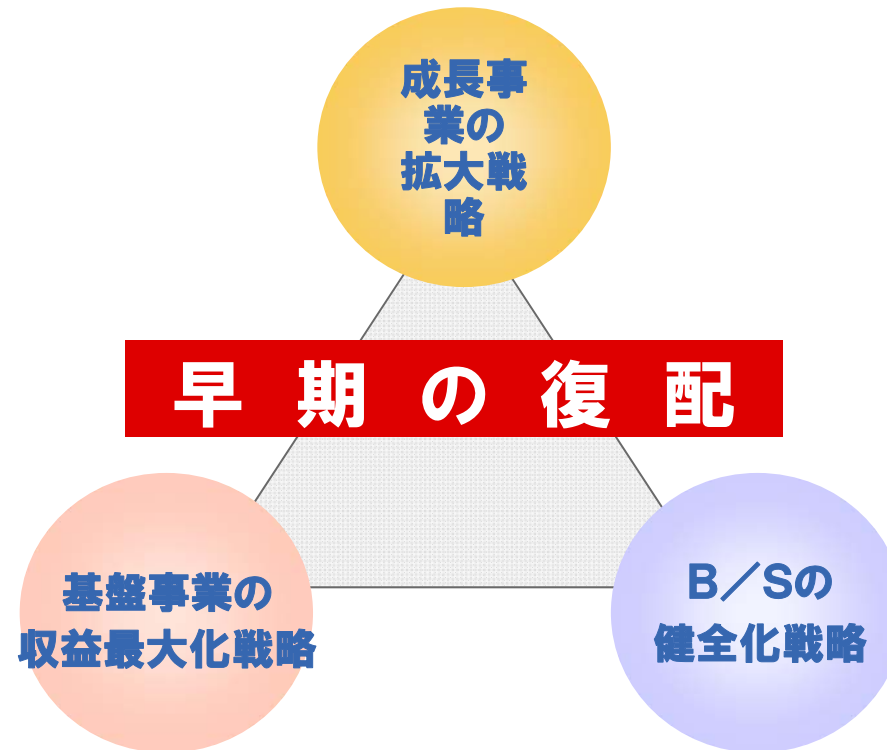 成長事
業の
拡大戦
略
早期の復配
基盤事業の
収益最大化戦略
B/Sの
健全化戦略